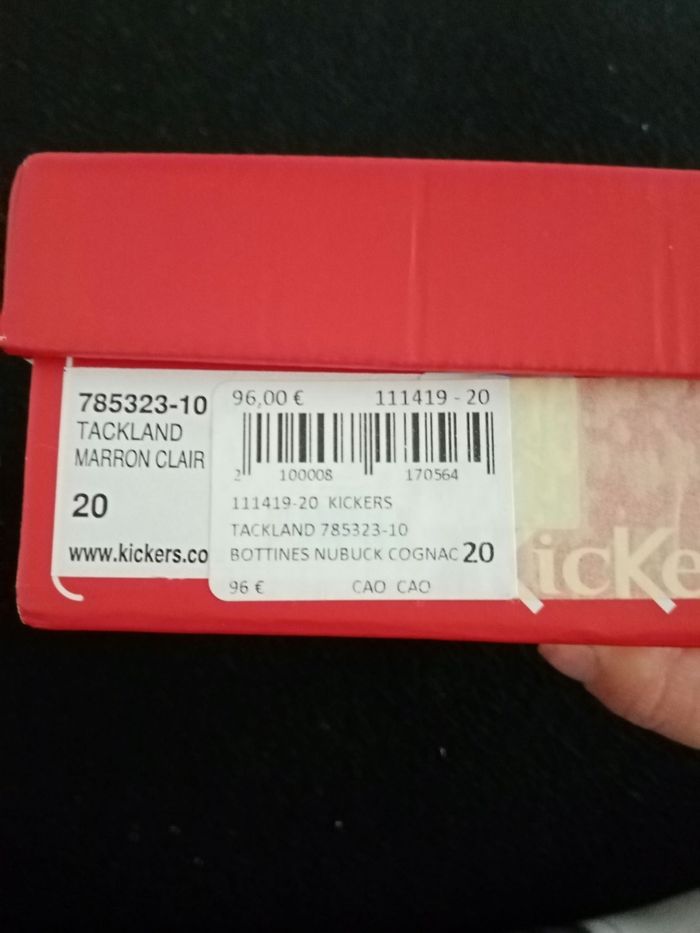 785323-10
TACKLAND
MARRON CLAIR
20
www.kickers.co
96,00 € 111419 - 20
2 100008 170564
111419-20 KICKERS
TACKLAND 785323-10
BOTTINES NUBUCK COGNAC 20
96 € CAO CAO
KicKe